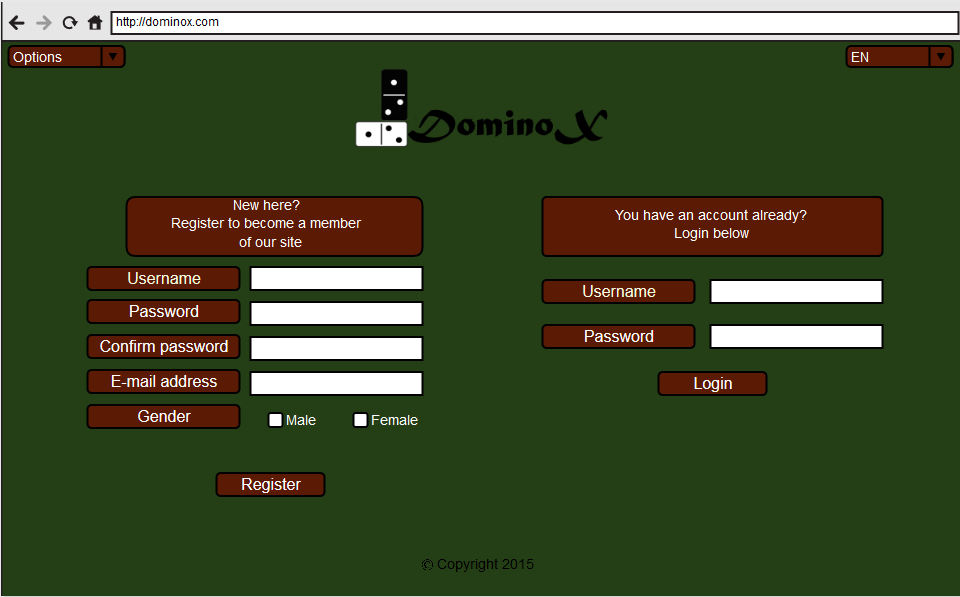 http://dominox.com
Options
EN
Domino X
New here?
Register to become a member
of our site
Username
Password
Confirm password
E-mail address
Gender
Male
Female
Register
You have an account already?
Login below
Username
Password
Login
© Copyright 2015